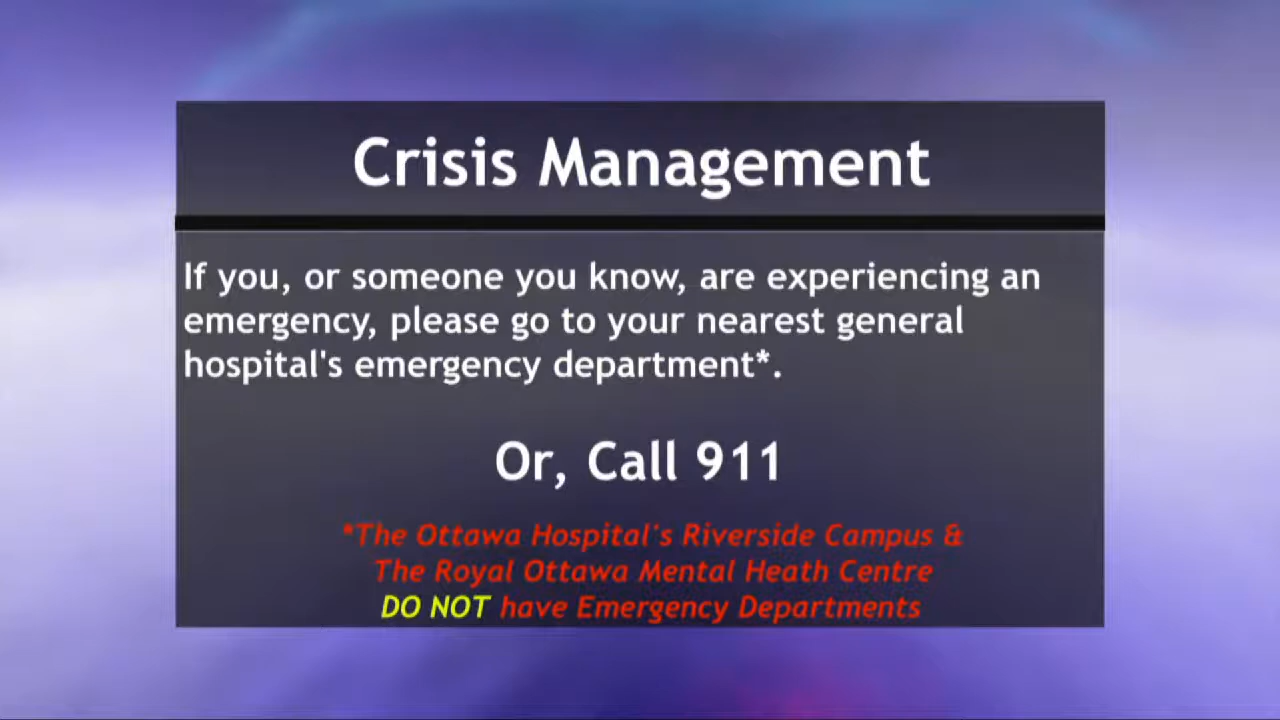 Crisis Management
If you, or someone you know, are experiencing an
emergency, please go to your nearest general
hospital's emergency department*.
Or, Call 911
*The Ottawa Hospital's Riverside Campus &
The Royal Ottawa Mental Heath Centre
DO NOT have Emergency Departments